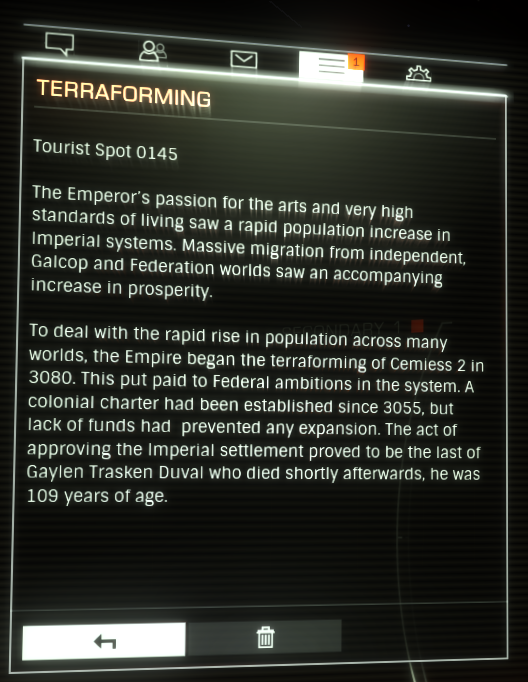 1
TERRAFORMING
Tourist Spot 0145
The Emperor's passion for the arts and very high
standards of living saw a rapid population increase in
Imperial systems. Massive migration from independent,
Galcop and Federation worlds saw an accompanying
increase in prosperity.
To deal with the rapid rise in population across many
worlds, the Empire began the terraforming of Cemiess 2 in
3080. This put paid to Federal ambitions in the system. A
colonial charter had been established since 3055, but
lack of funds had  prevented any expansion. The act of
approving the Imperial settlement proved to be the last of
Gaylen Trasken Duval who died shortly afterwards, he was
109 years of age.